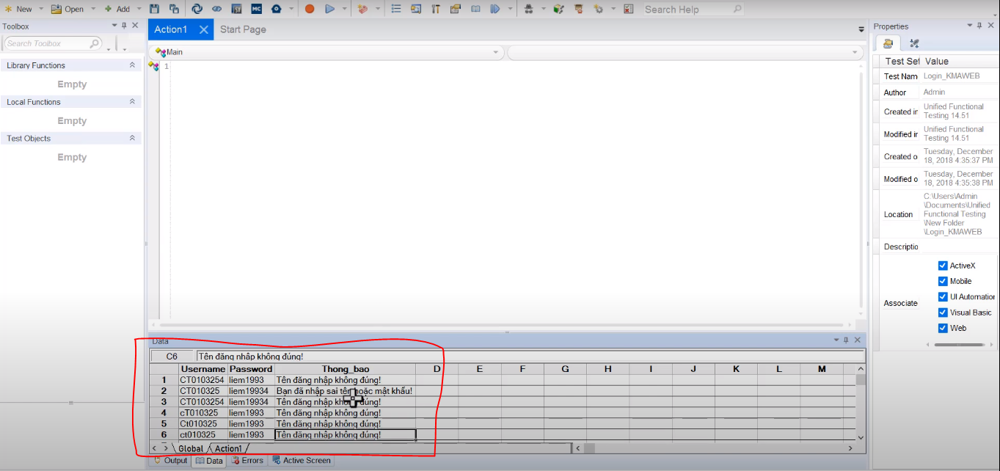 New Open Add MC Search Help
Toolbox
Action1 Start Page
Properties
Search Toolbox
Main
Library Functions
Empty
Local Functions
Empty
Test Objects
Empty
1
Test Set Value
Test Nam Login_KMAWEB
Author Admin
Created in Unified Functional
Testing 14.51
Modified in Unified Functional
Testing 14.51
Created o Tuesday, December
18, 2018 4:35:37 PM
Modified o Tuesday, December
18, 2018 4:35:38 PM
Location C:\Users\Admin
\Documents\Unified
Functional Testing
\New Folder
\Login_KMAWEB
Descriptio
Associate
ActiveX
Mobile
UI Automation
Visual Basic
Web
Data
C6 Tên đăng nhập không đúng!
Username Password Thong_bao D E F G H I J K L M
1 CT0103254 liem1993 Tên đăng nhập không đúng!
2 CT010325 liem19934 Bạn đã nhập sai tên hoặc mật khẩu!
3 CT0103254 liem19934 Tên đăng nhập không đúng!
4 cT010325 liem1993 Tên đăng nhập không đúng!
5 Ct010325 liem1993 Tên đăng nhập không đúng!
6 ct010325 liem1993 Tên đăng nhập không đúng!
Global Action1
Output Data Errors Active Screen